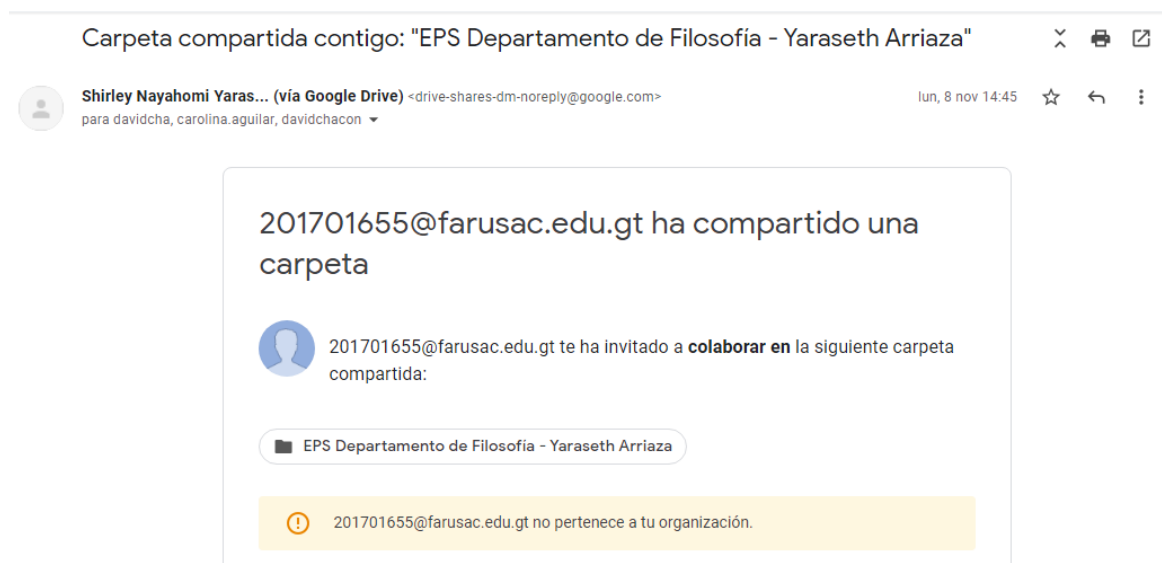 Carpeta compartida contigo: "EPS Departamento de Filosofía - Yaraseth Arriaza"
Shirley Nayahomi Yaras... (vía Google Drive) <drive-shares-dm-noreply@google.com> lun, 8 nov 14:45
para davidcha, carolina.aguilar, davidchacon
201701655@farusac.edu.gt ha compartido una
carpeta
201701655@farusac.edu.gt te ha invitado a colaborar en la siguiente carpeta
compartida:
EPS Departamento de Filosofía - Yaraseth Arriaza
201701655@farusac.edu.gt no pertenece a tu organización.